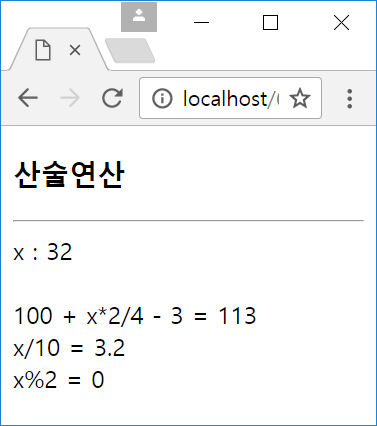 localhost/
산술연산
x : 32
100 + x*2/4 - 3 = 113
x/10 = 3.2
x%2 = 0